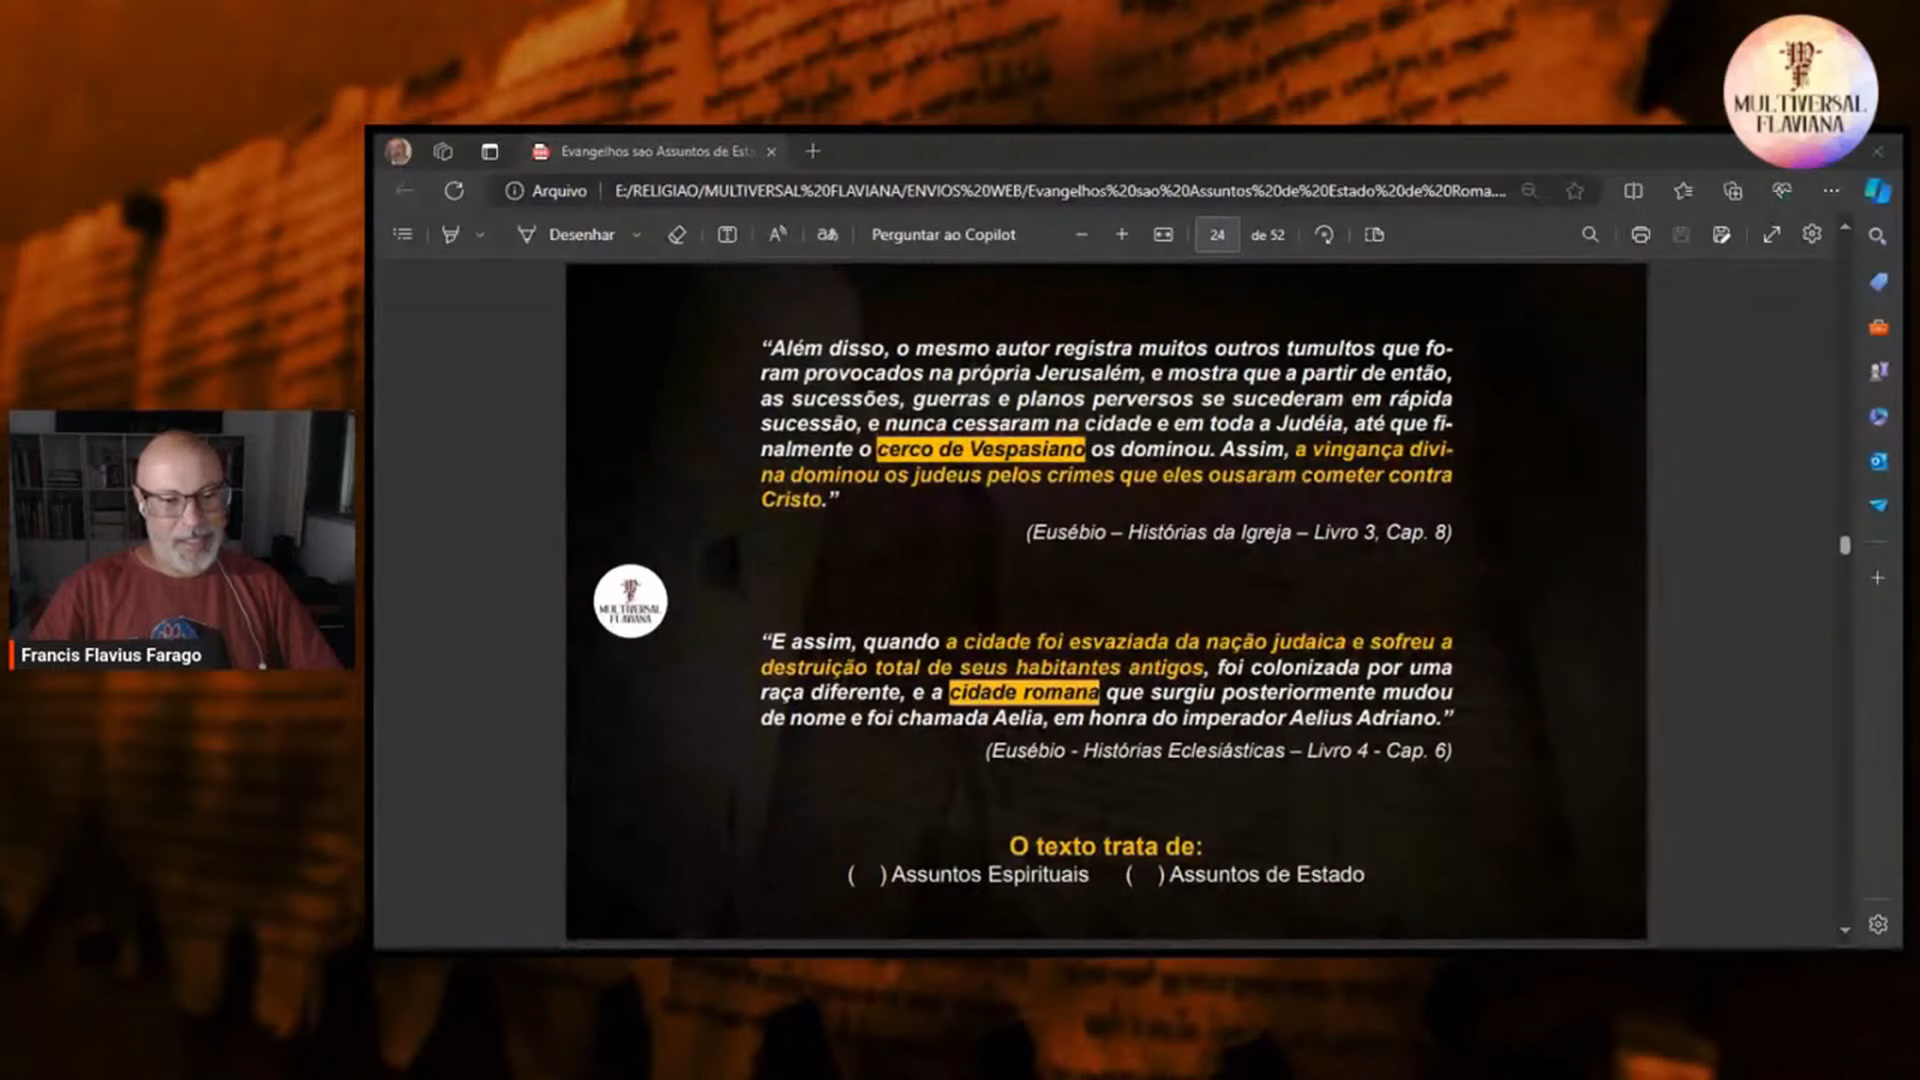 MULTIVERSAL
FLAVIANA
Evangelhos sao Assuntos de Esta
Arquivo
E:/RELIGIAO/MULTIVERSAL%20FLAVIANA/ENVIOS%20WEB/Evangelhos%20sao%20Assuntos%20de%20Estado%20de%20Roma....
Desenhar
Perguntar ao Copilot
24
de 52
“Além disso, o mesmo autor registra muitos outros tumultos que fo-
ram provocados na própria Jerusalém, e mostra que a partir de então,
as sucessões, guerras e planos perversos se sucederam em rápida
sucessão, e nunca cessaram na cidade e em toda a Judéia, até que fi-
nalmente o cerco de Vespasiano os dominou. Assim, a vingança divi-
na dominou os judeus pelos crimes que eles ousaram cometer contra
Cristo.”
(Eusébio – Histórias da Igreja – Livro 3, Cap. 8)
MULTIVERSAL
FLAVIANA
“E assim, quando a cidade foi esvaziada da nação judaica e sofreu a
destruição total de seus habitantes antigos, foi colonizada por uma
raça diferente, e a cidade romana que surgiu posteriormente mudou
de nome e foi chamada Aelia, em honra do imperador Aelius Adriano.”
(Eusébio - Histórias Eclesiásticas – Livro 4 - Cap. 6)
O texto trata de:
( ) Assuntos Espirituais ( ) Assuntos de Estado
Francis Flavius Farago